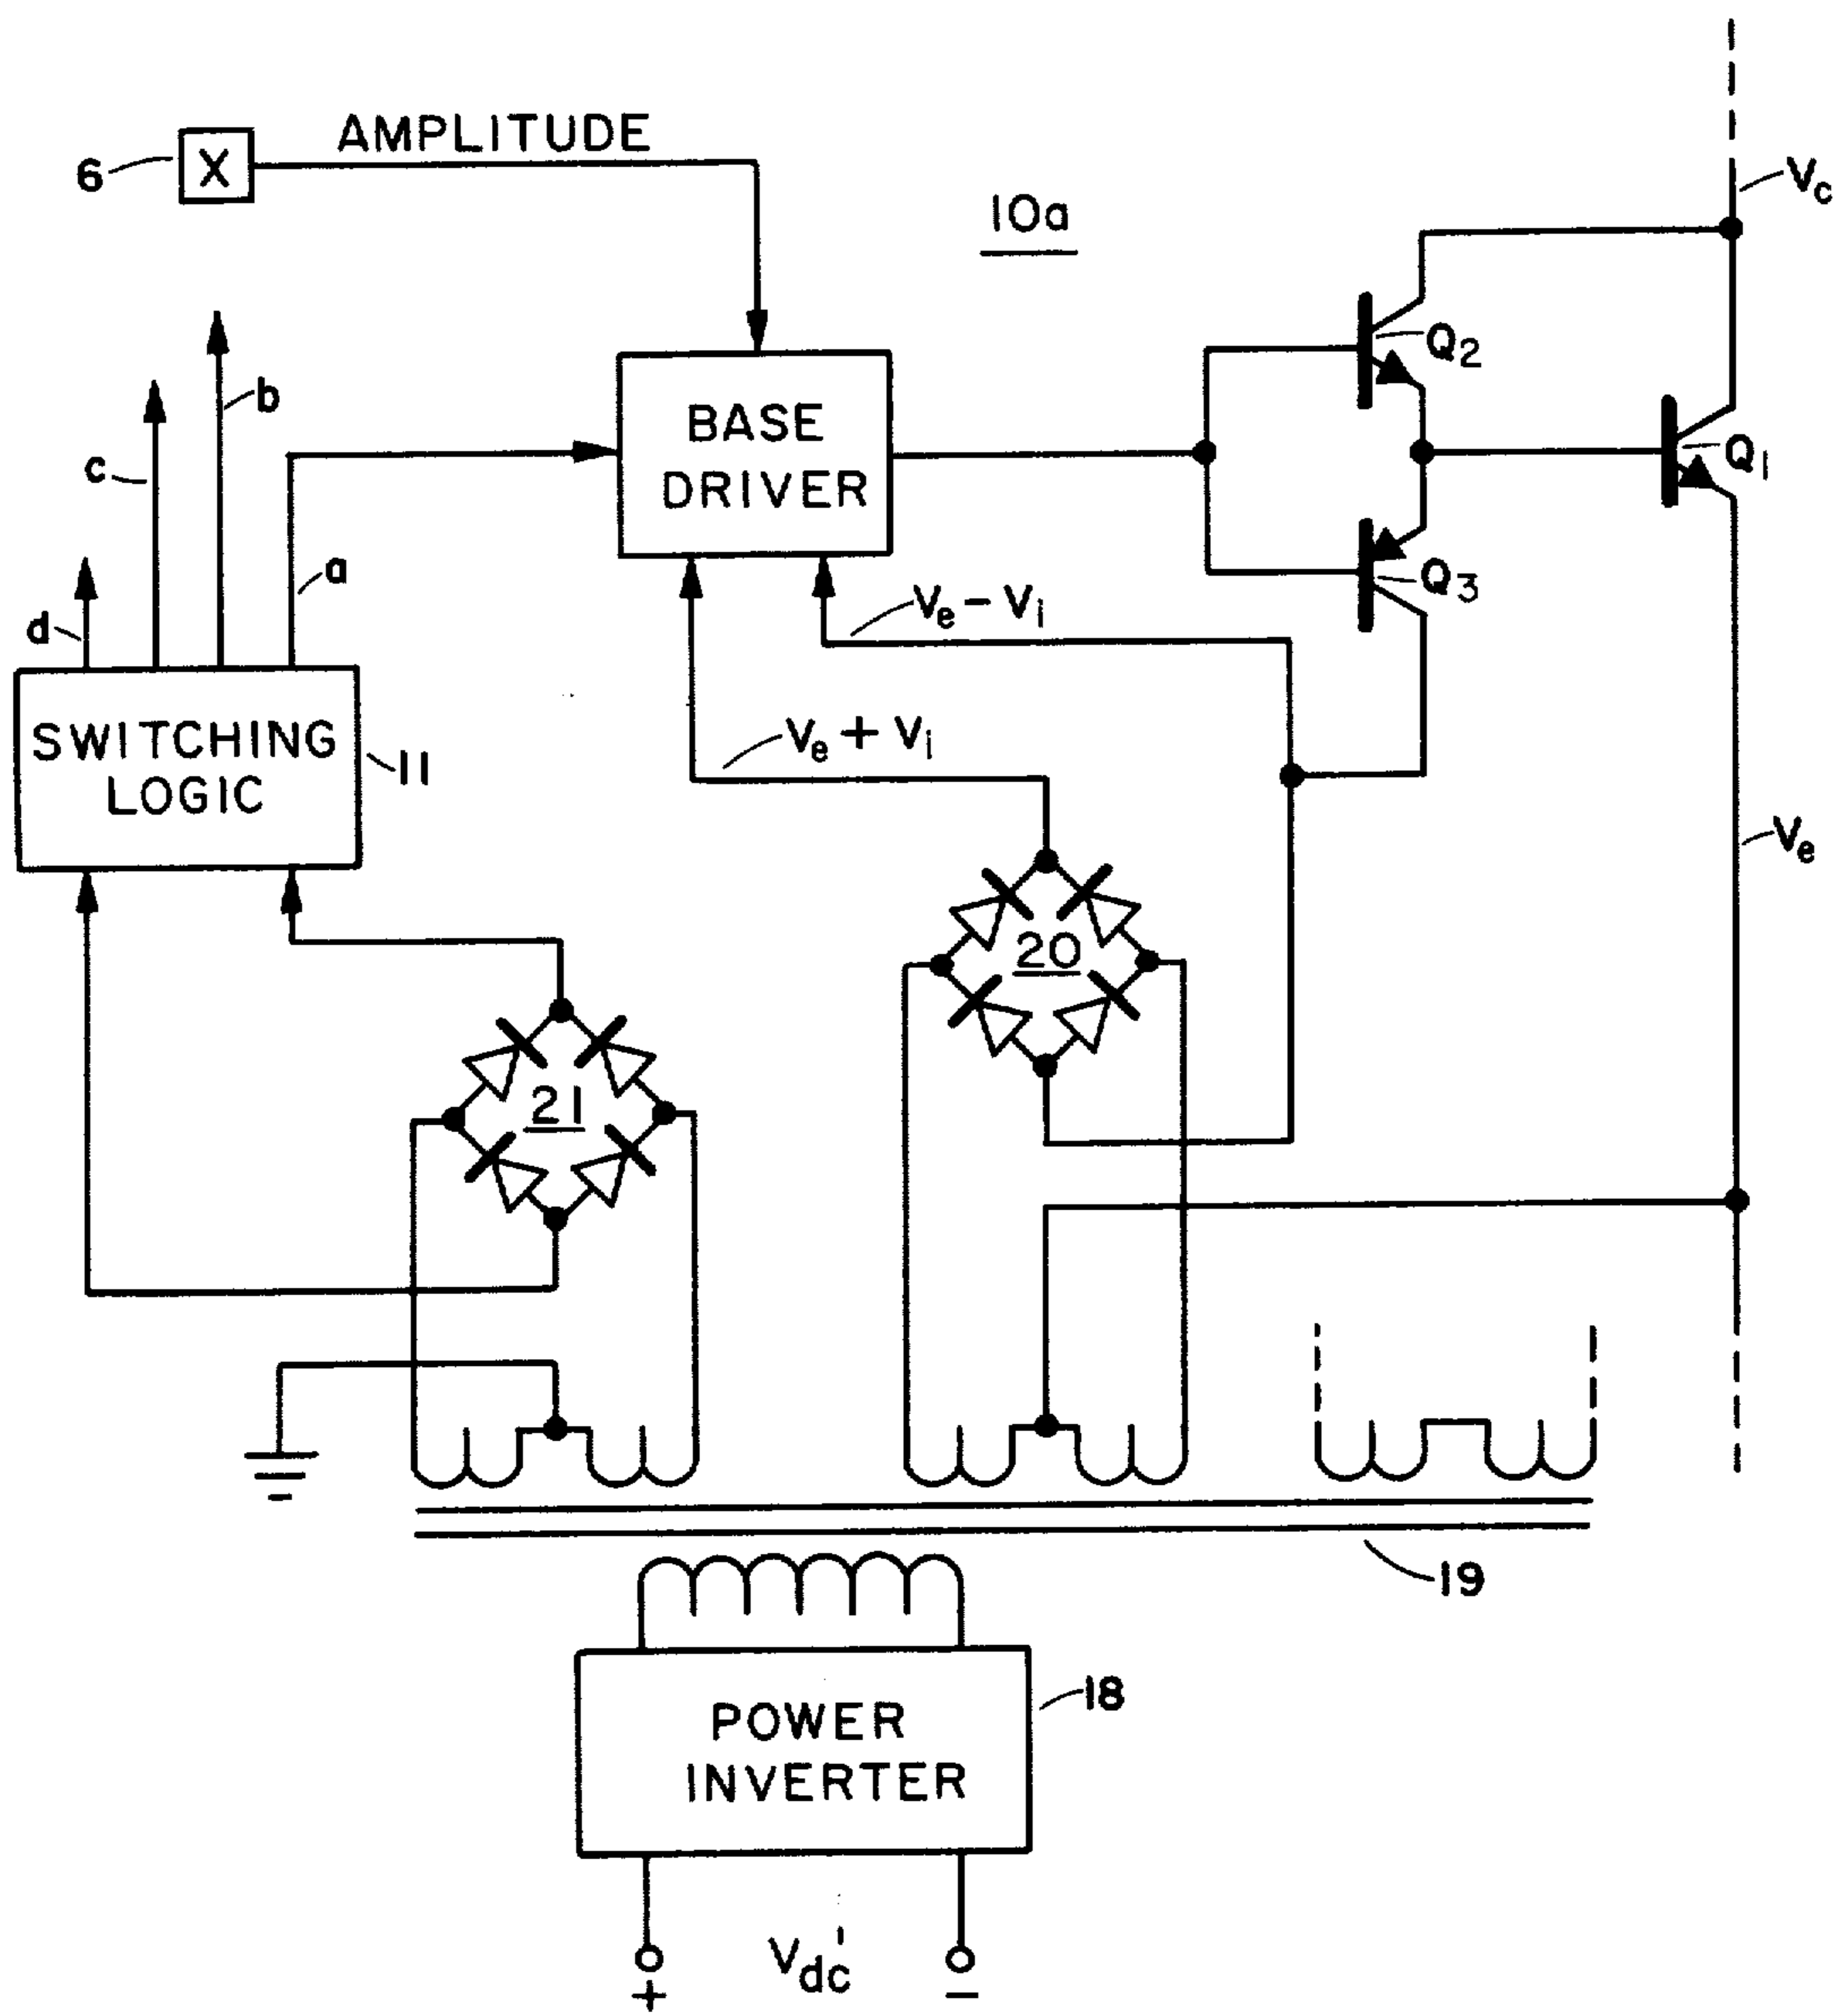 AMPLITUDE
6
X
10a
Vc
Q2
b
BASE
DRIVER
c
Q1
a
Q3
d
Ve - Vi
SWITCHING
LOGIC
11
Ve + Vi
Ve
20
21
19
18
POWER
INVERTER
Vdc'
+
-